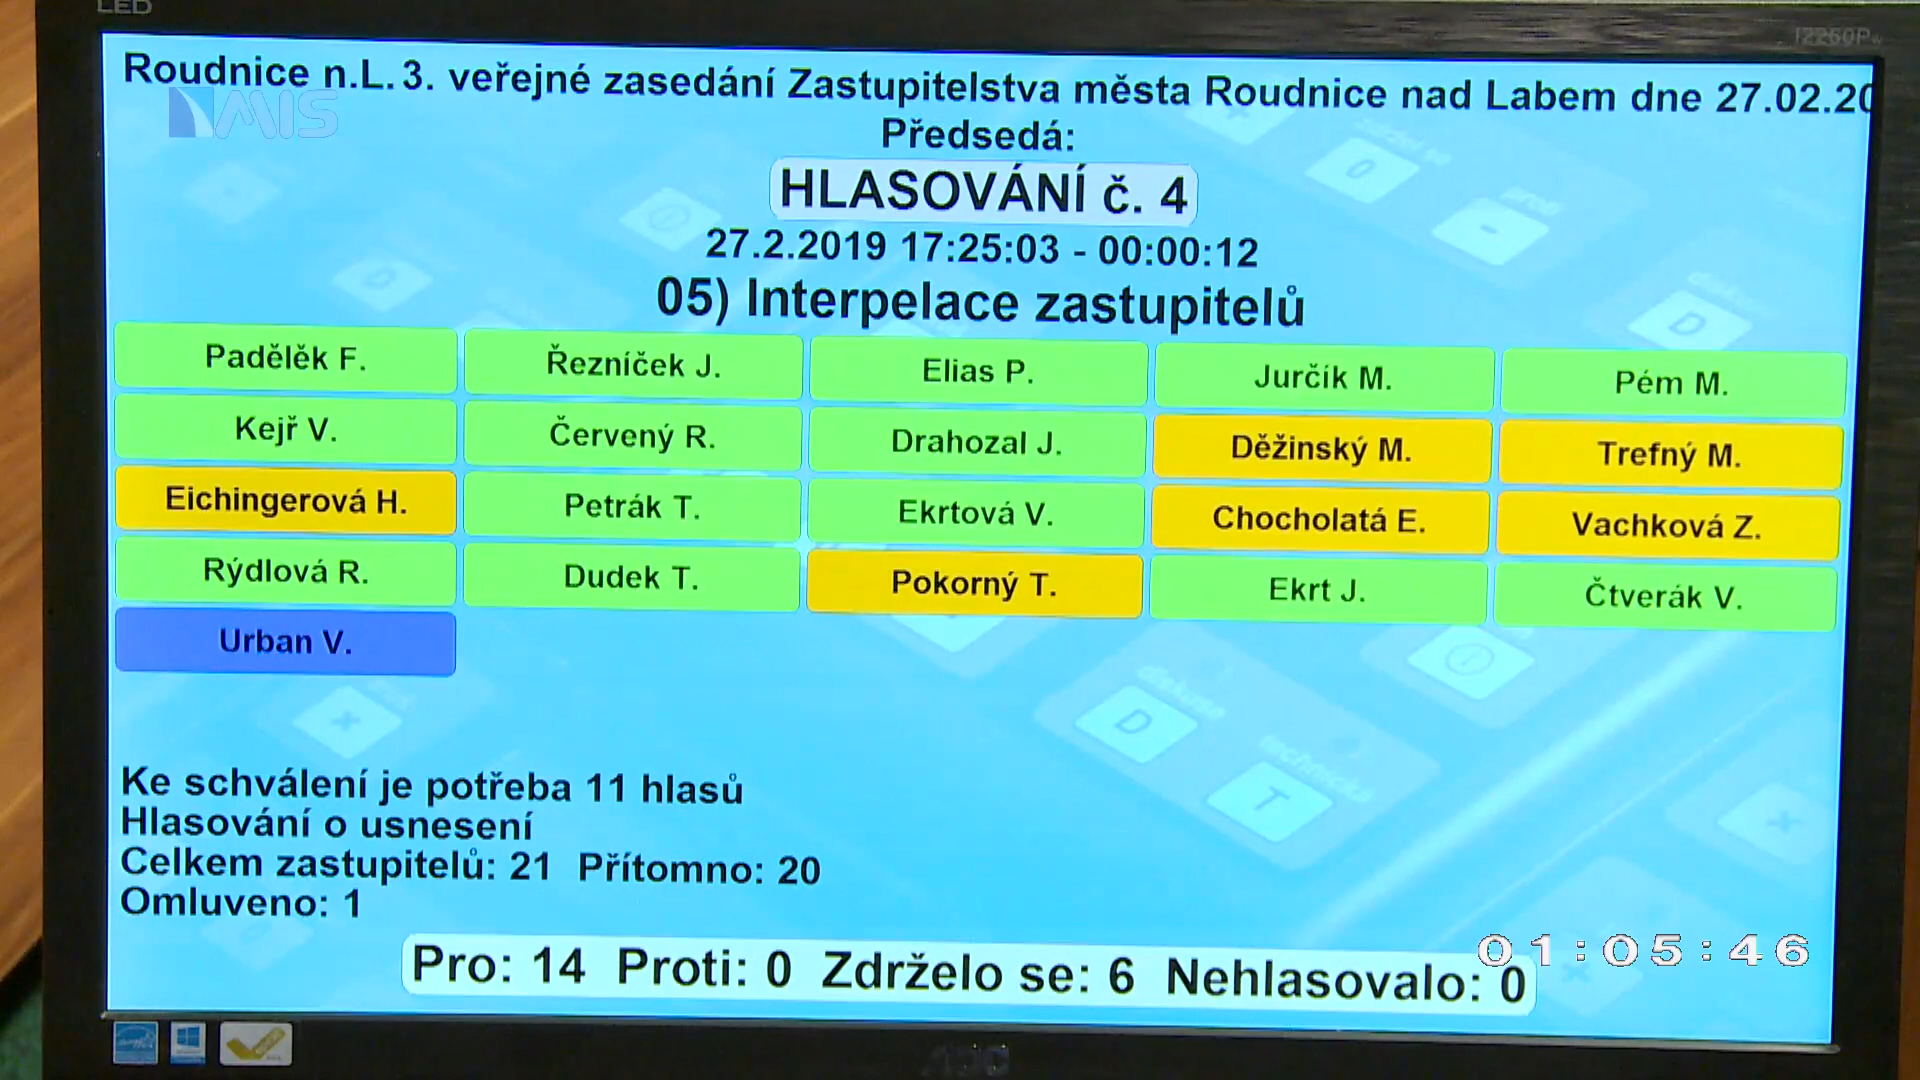 LED
I2260Pw
Roudnice n.L. 3. veřejné zasedání Zastupitelstva města Roudnice nad Labem dne 27.02.20
MIS
Předsedá:
HLASOVÁNÍ č. 4
27.2.2019 17:25:03 - 00:00:12
05) Interpelace zastupitelů
Padělěk F. Řezníček J. Elias P. Jurčík M. Pém M.
Kejř V. Červený R. Drahozal J. Děžinský M. Trefný M.
Eichingerová H. Petrák T. Ekrtová V. Chocholatá E. Vachková Z.
Rýdlová R. Dudek T. Pokorný T. Ekrt J. Čtverák V.
Urban V.
Ke schválení je potřeba 11 hlasů
Hlasování o usnesení
Celkem zastupitelů: 21 Přítomno: 20
Omluveno: 1
Pro: 14 Proti: 0 Zdrželo se: 6 Nehlasovalo: 0
01:05:46
AOC